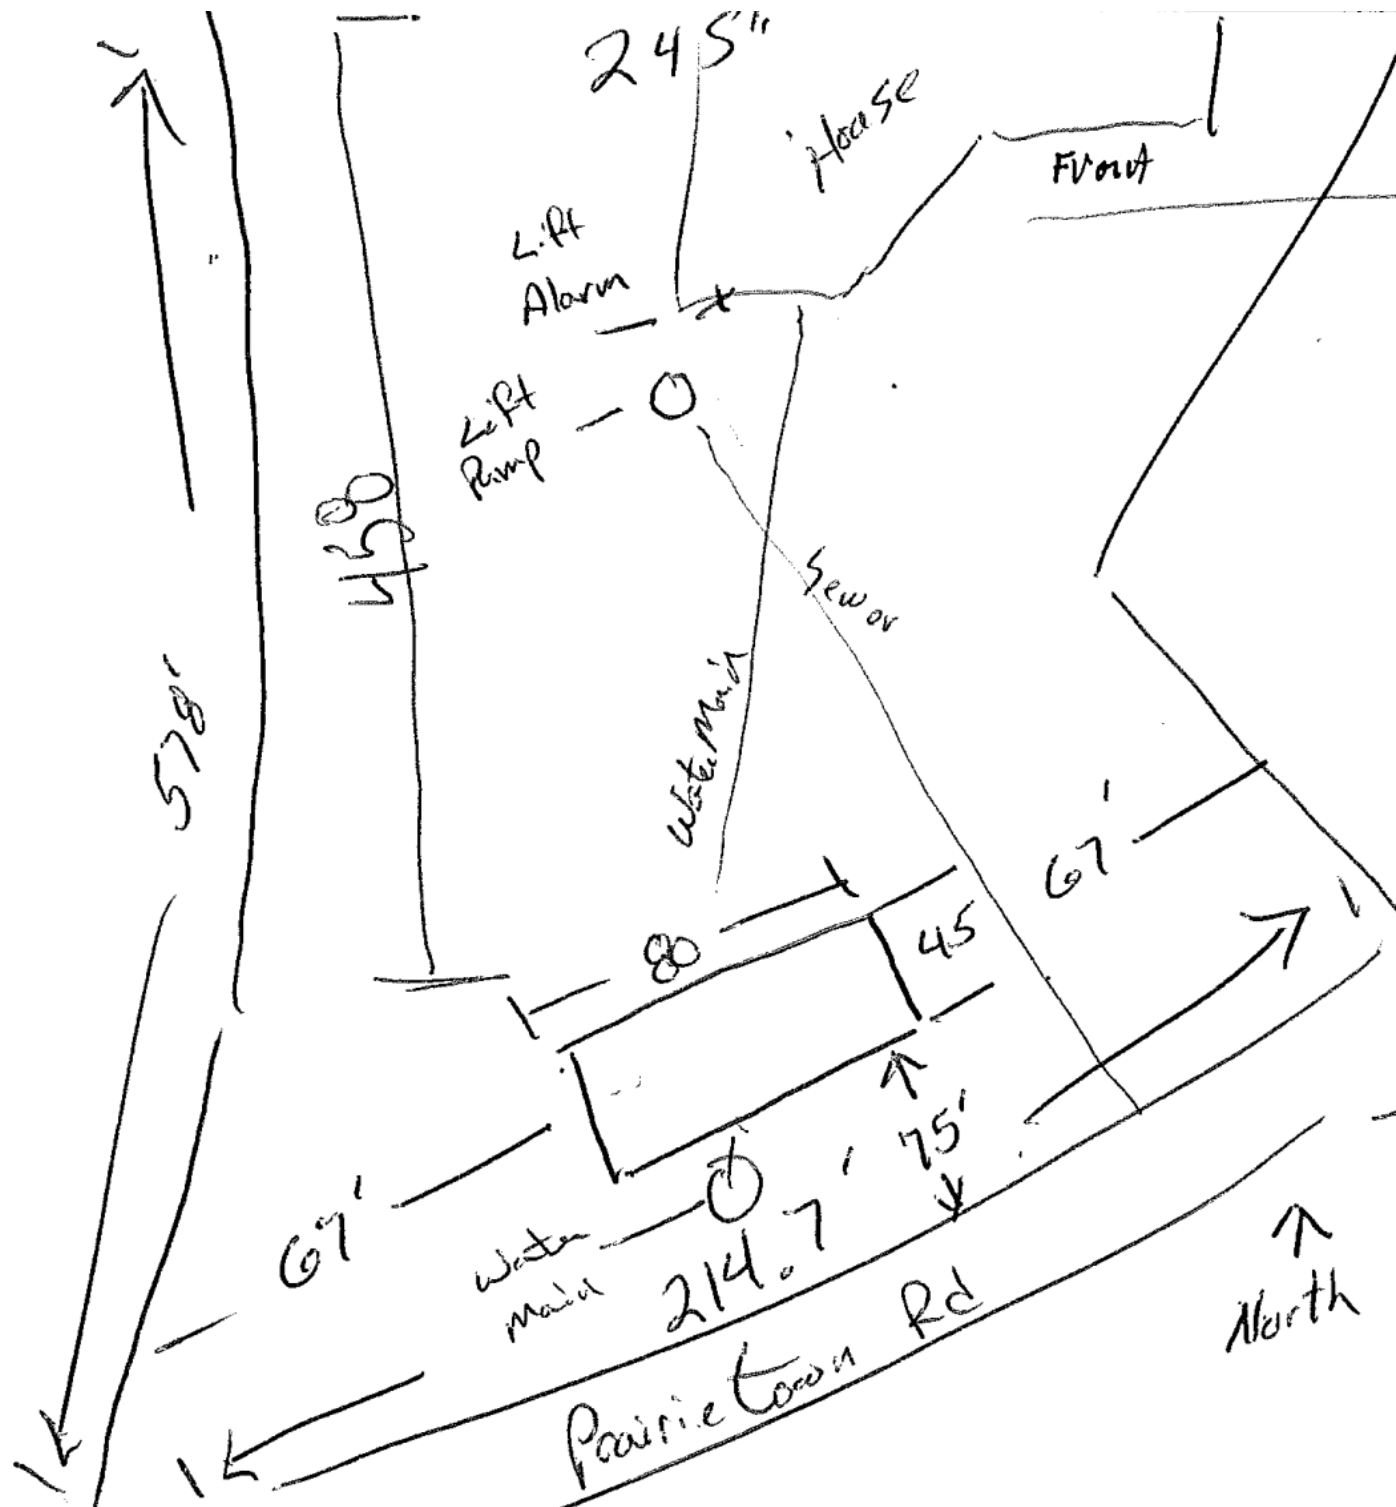 245"
House
Front
Lift
Alarm
Lift
Pump
Sewer
Water Main
578'
67'
80
45
75'
67'
Water
Main
214.7'
Prairietown Rd
North